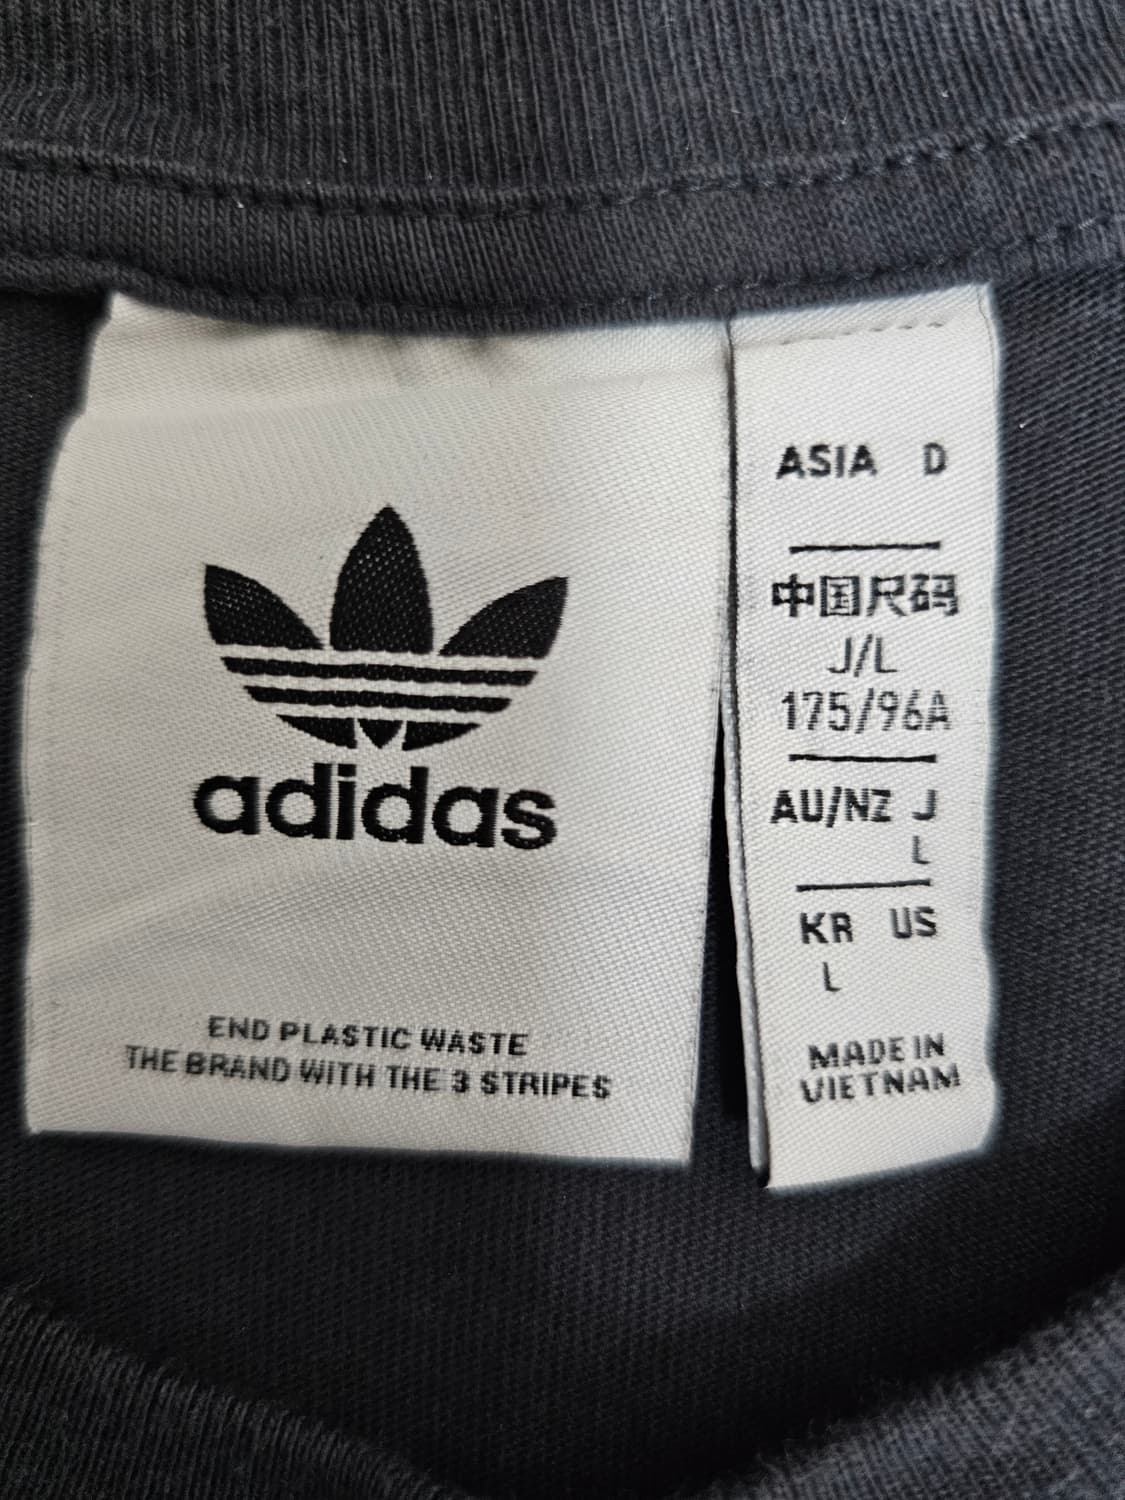 adidas
END PLASTIC WASTE
THE BRAND WITH THE 3 STRIPES
ASIA D
中国尺码
J/L
175/96A
AU/NZ J
L
KR US
L
MADE IN
VIETNAM